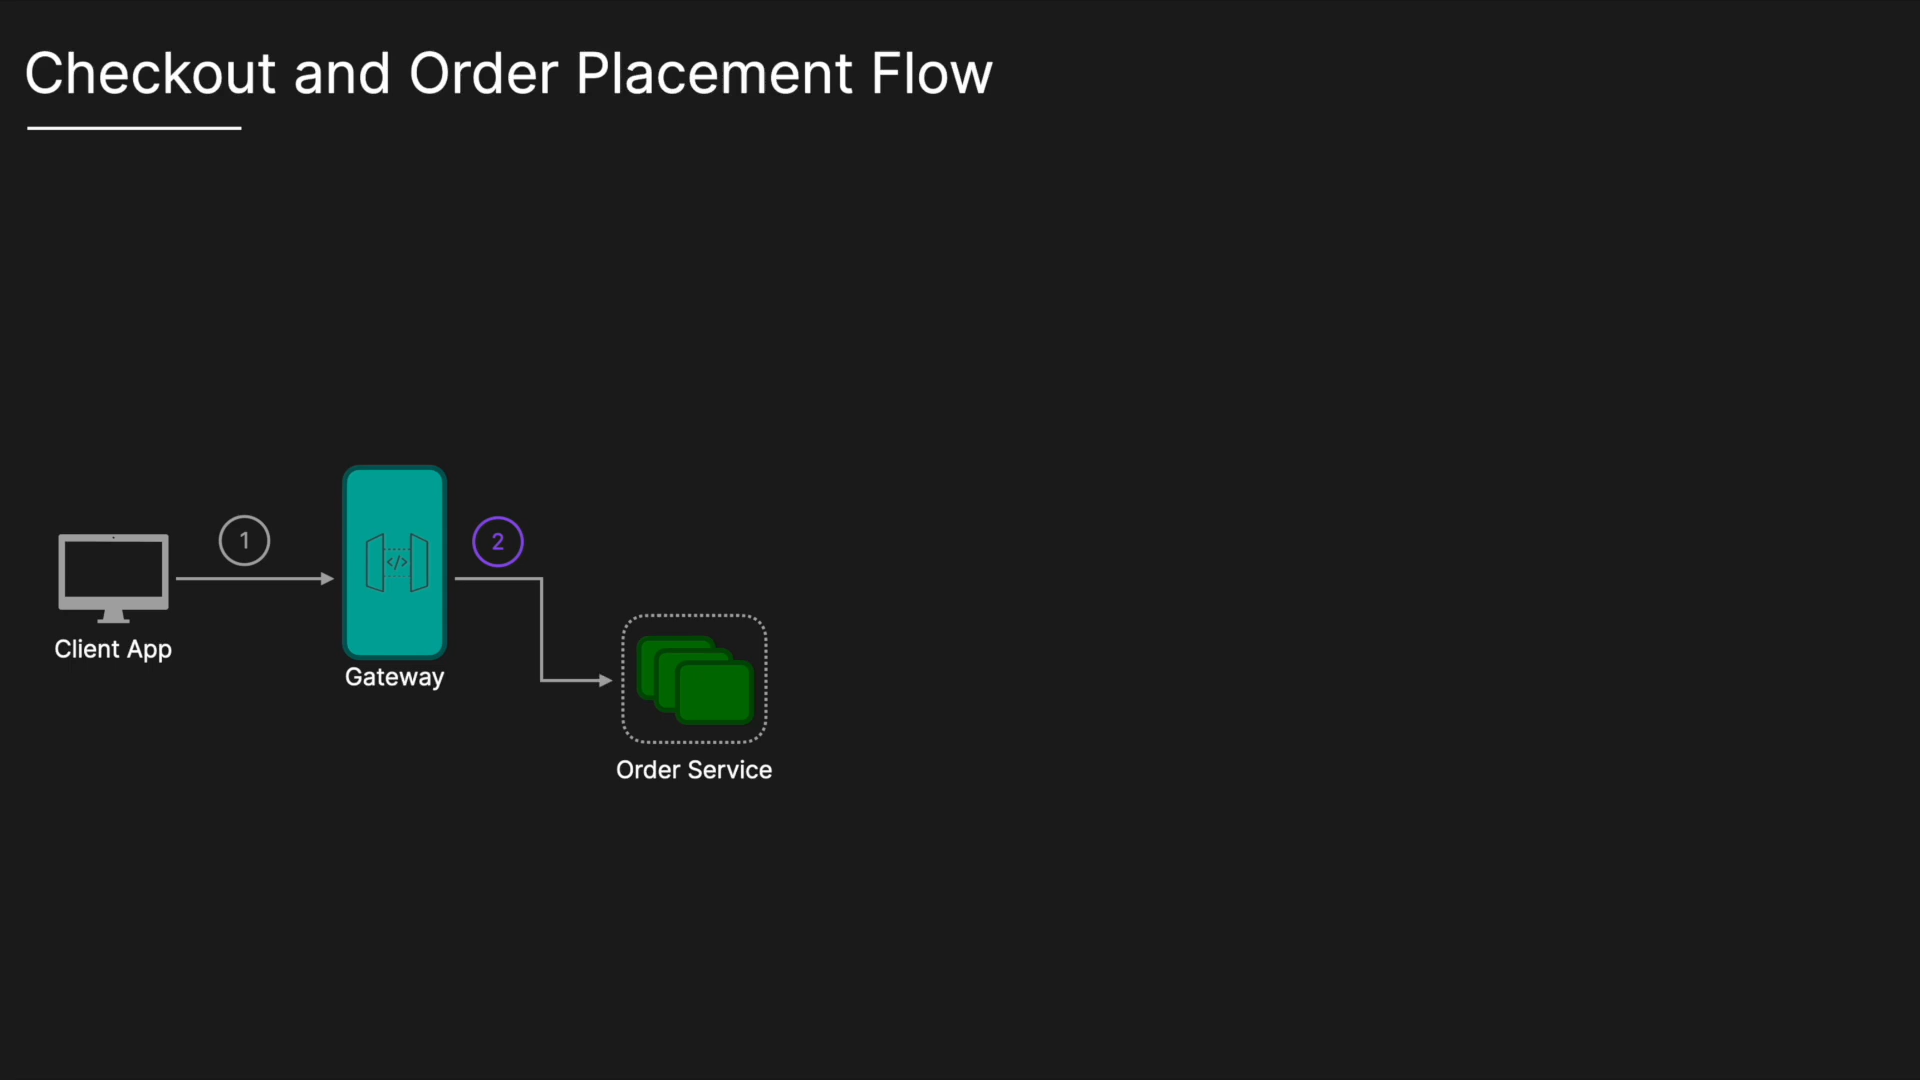 Checkout and Order Placement Flow
1
2
</>
Client App
Gateway
Order Service